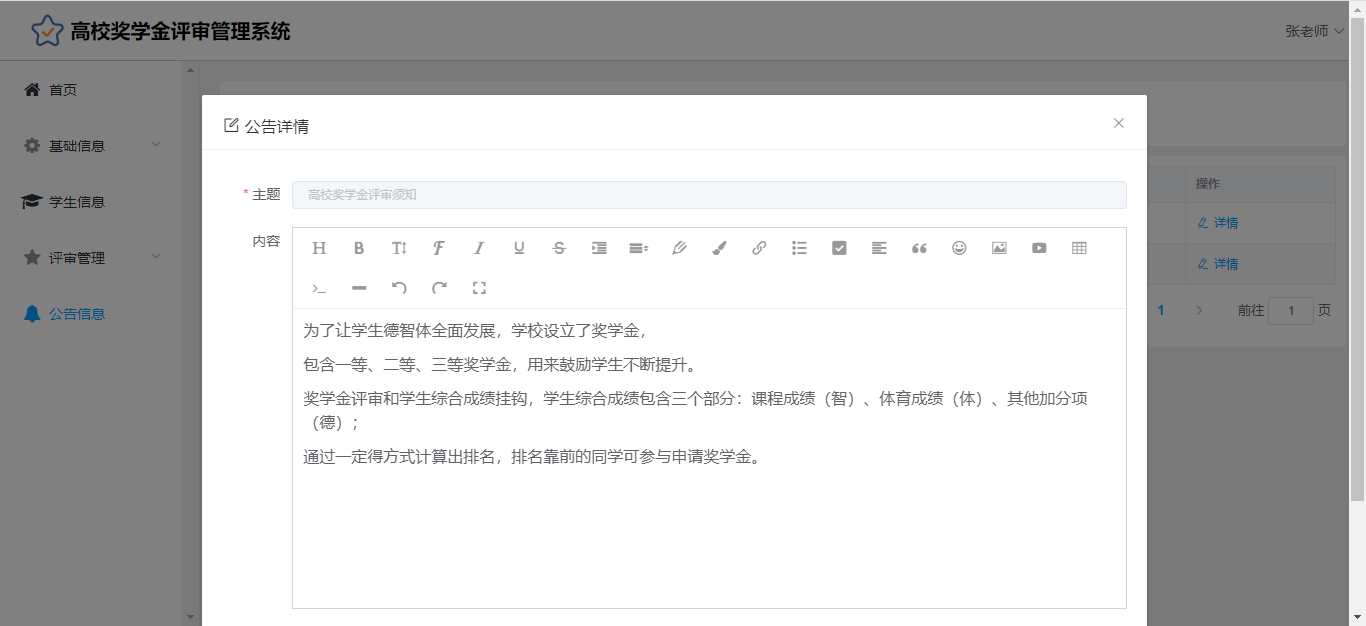 高校奖学金评审管理系统
张老师
首页
基础信息
学生信息
评审管理
公告信息
公告详情
* 主题
高校奖学金评审须知
内容
为了让学生德智体全面发展，学校设立了奖学金，
包含一等、二等、三等奖学金，用来鼓励学生不断提升。
奖学金评审和学生综合成绩挂钩，学生综合成绩包含三个部分：课程成绩（智）、体育成绩（体）、其他加分项
（德）；
通过一定得方式计算出排名，排名靠前的同学可参与申请奖学金。
操作
详情
详情
1
前往 1 页